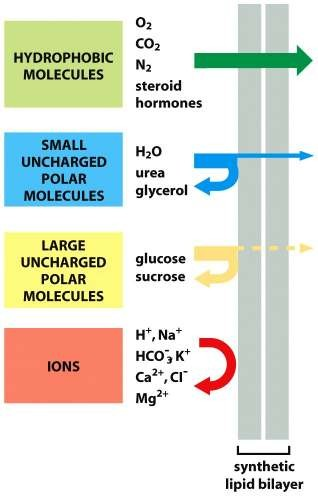 HYDROPHOBIC
MOLECULES
O₂
CO₂
N₂
steroid
hormones
SMALL
UNCHARGED
POLAR
MOLECULES
H₂O
urea
glycerol
LARGE
UNCHARGED
POLAR
MOLECULES
glucose
sucrose
IONS
H⁺, Na⁺
HCO₃⁻, K⁺
Ca²⁺, Cl⁻
Mg²⁺
synthetic
lipid bilayer